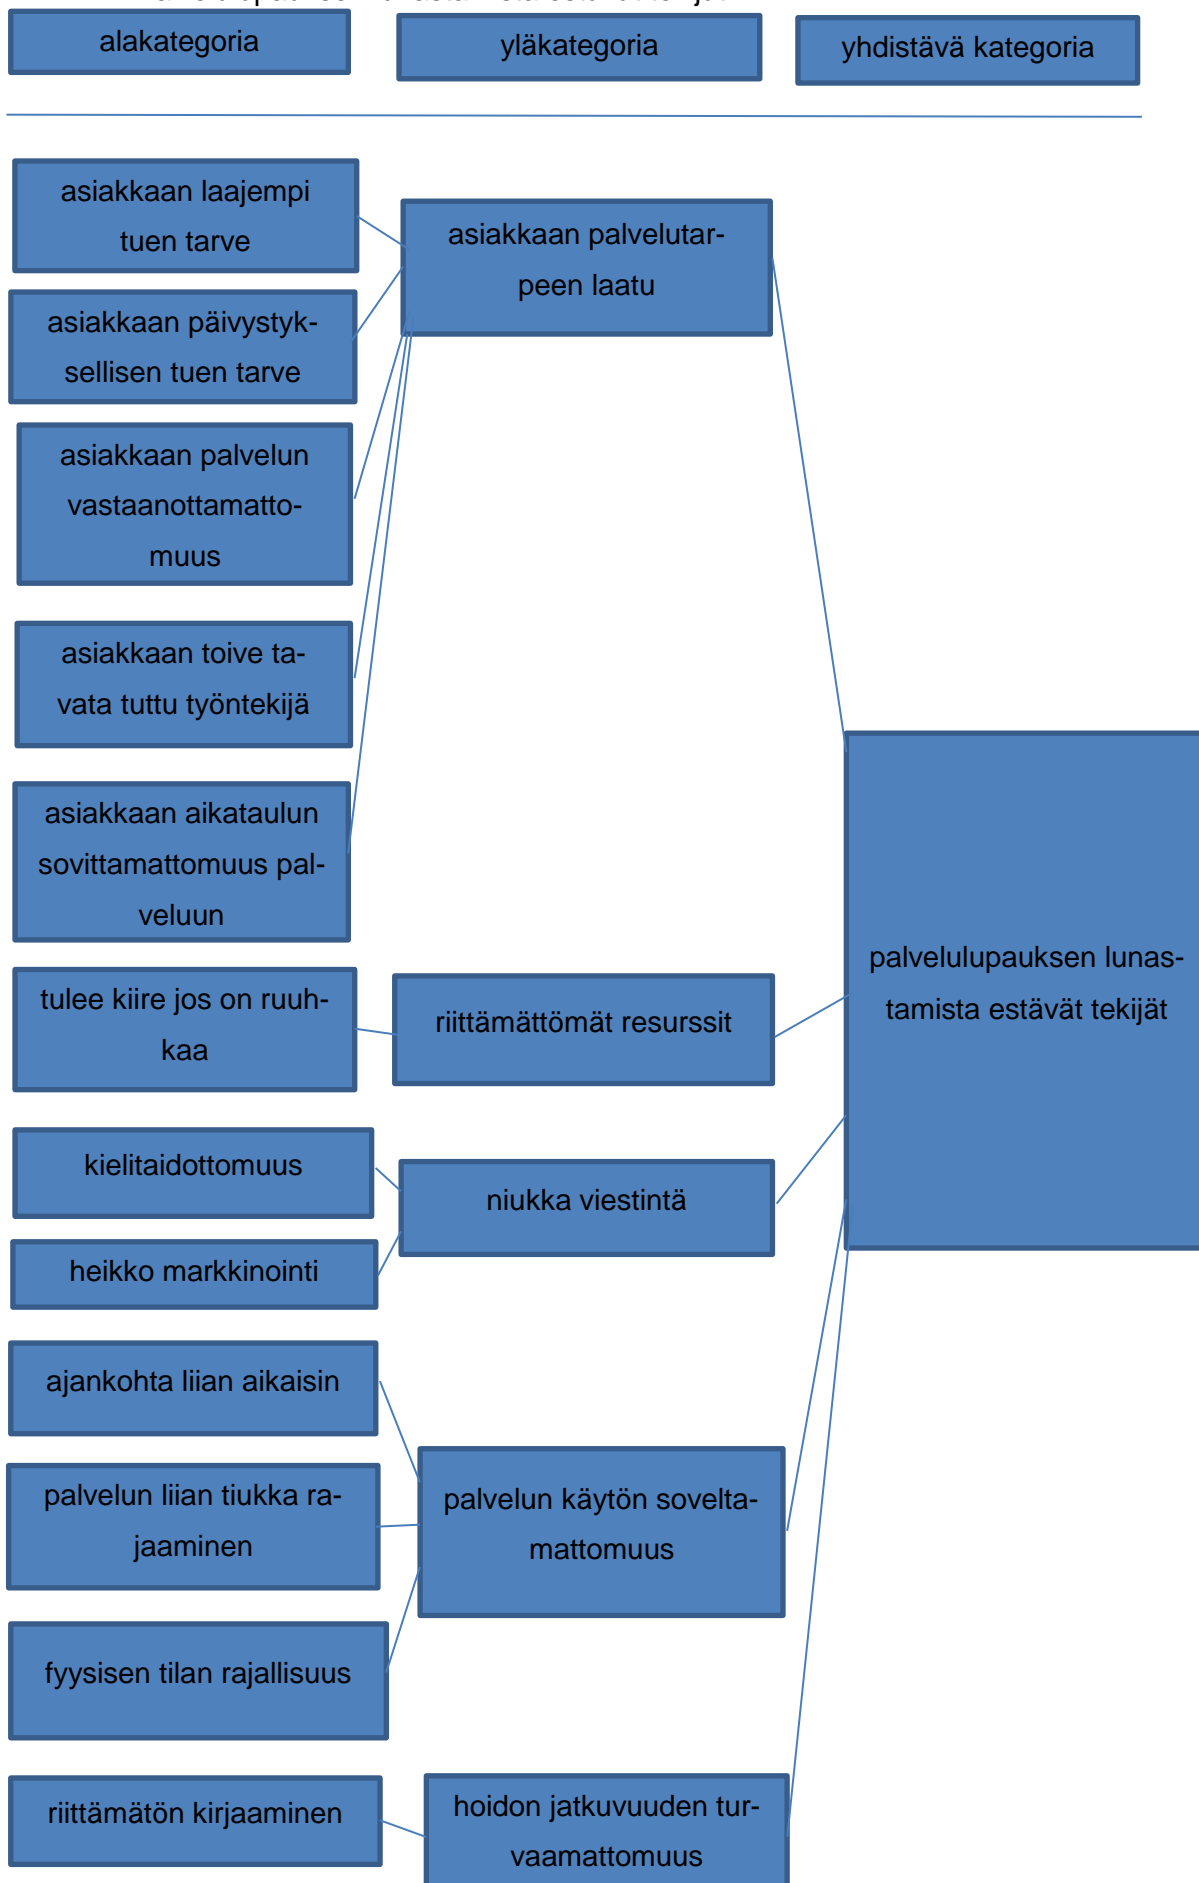 alakategoria
yläkategoria
yhdistävä kategoria
asiakkaan laajempi
tuen tarve
asiakkaan päivystyk-
sellisen tuen tarve
asiakkaan palvelun
vastaanottamatto-
muus
asiakkaan toive ta-
vata tuttu työntekijä
asiakkaan aikataulun
sovittamattomuus pal-
veluun
asiakkaan palvelutar-
peen laatu
tulee kiire jos on ruuh-
kaa
riittämättömät resurssit
kielitaidottomuus
heikko markkinointi
niukka viestintä
ajankohta liian aikaisin
palvelun liian tiukka ra-
jaaminen
fyysisen tilan rajallisuus
palvelun käytön sovelta-
mattomuus
riittämätön kirjaaminen
hoidon jatkuvuuden tur-
vaamattomuus
palvelulupauksen lunas-
tamista estävät tekijät